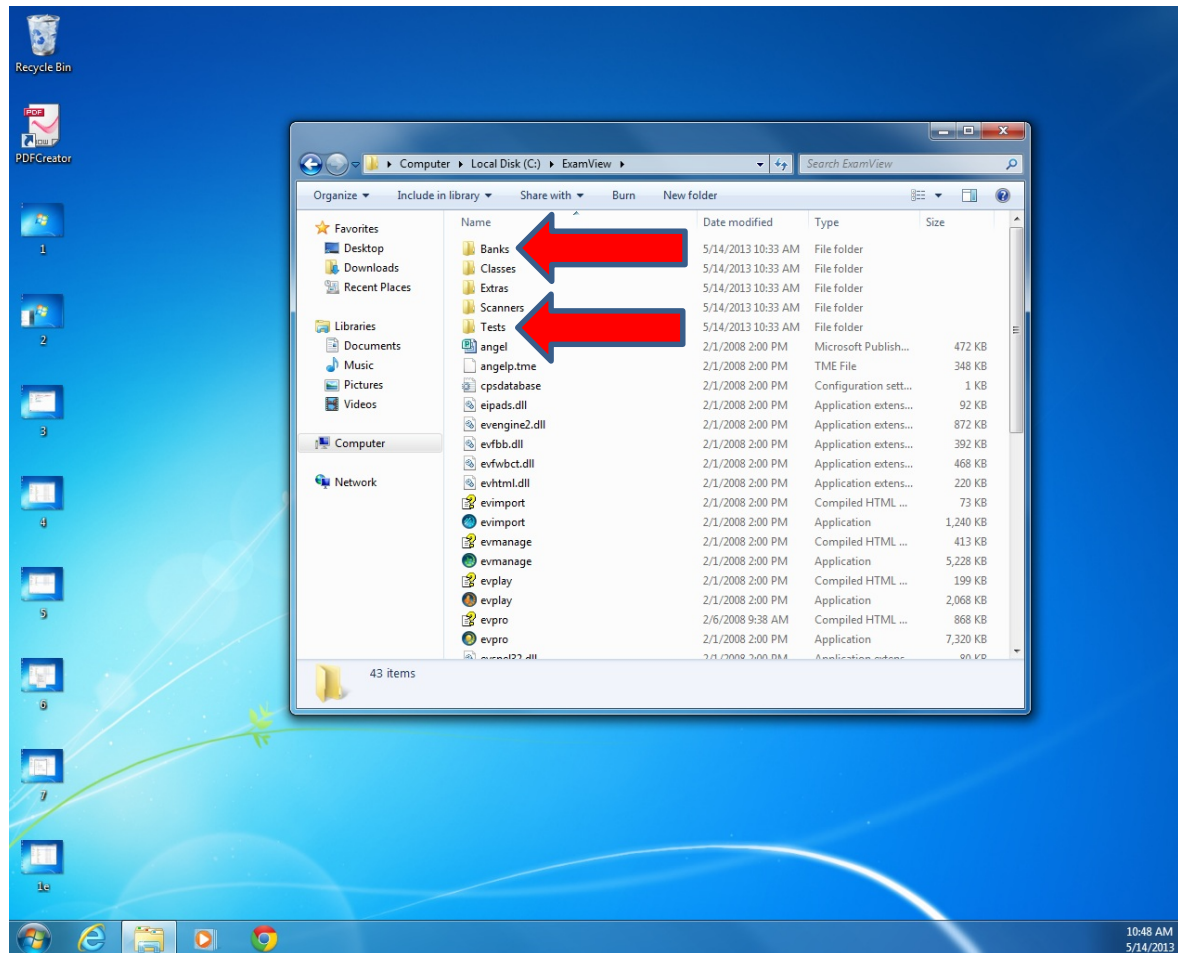 Recycle Bin
PDF
PDFCreator
1
2
3
4
5
6
7
1c
Computer Local Disk (C:) ExamView Search ExamView
Organize Include in library Share with Burn New folder
Favorites
Desktop
Downloads
Recent Places
Libraries
Documents
Music
Pictures
Videos
Computer
Network
Name Date modified Type Size
Banks 5/14/2013 10:33 AM File folder
Classes 5/14/2013 10:33 AM File folder
Extras 5/14/2013 10:33 AM File folder
Scanners 5/14/2013 10:33 AM File folder
Tests 5/14/2013 10:33 AM File folder
angel 2/1/2008 2:00 PM Microsoft Publish... 472 KB
angelp.tme 2/1/2008 2:00 PM TME File 348 KB
cpsdatabase 2/1/2008 2:00 PM Configuration sett... 1 KB
eipads.dll 2/1/2008 2:00 PM Application extens... 92 KB
evengine2.dll 2/1/2008 2:00 PM Application extens... 872 KB
evfbb.dll 2/1/2008 2:00 PM Application extens... 392 KB
evfwbct.dll 2/1/2008 2:00 PM Application extens... 468 KB
evhtml.dll 2/1/2008 2:00 PM Application extens... 220 KB
evimport 2/1/2008 2:00 PM Compiled HTML ... 73 KB
evimport 2/1/2008 2:00 PM Application 1,240 KB
evmanage 2/1/2008 2:00 PM Compiled HTML ... 413 KB
evmanage 2/1/2008 2:00 PM Application 5,228 KB
evplay 2/1/2008 2:00 PM Compiled HTML ... 199 KB
evplay 2/1/2008 2:00 PM Application 2,068 KB
evpro 2/6/2008 9:38 AM Compiled HTML ... 868 KB
evpro 2/1/2008 2:00 PM Application 7,320 KB
43 items
10:48 AM
5/14/2013